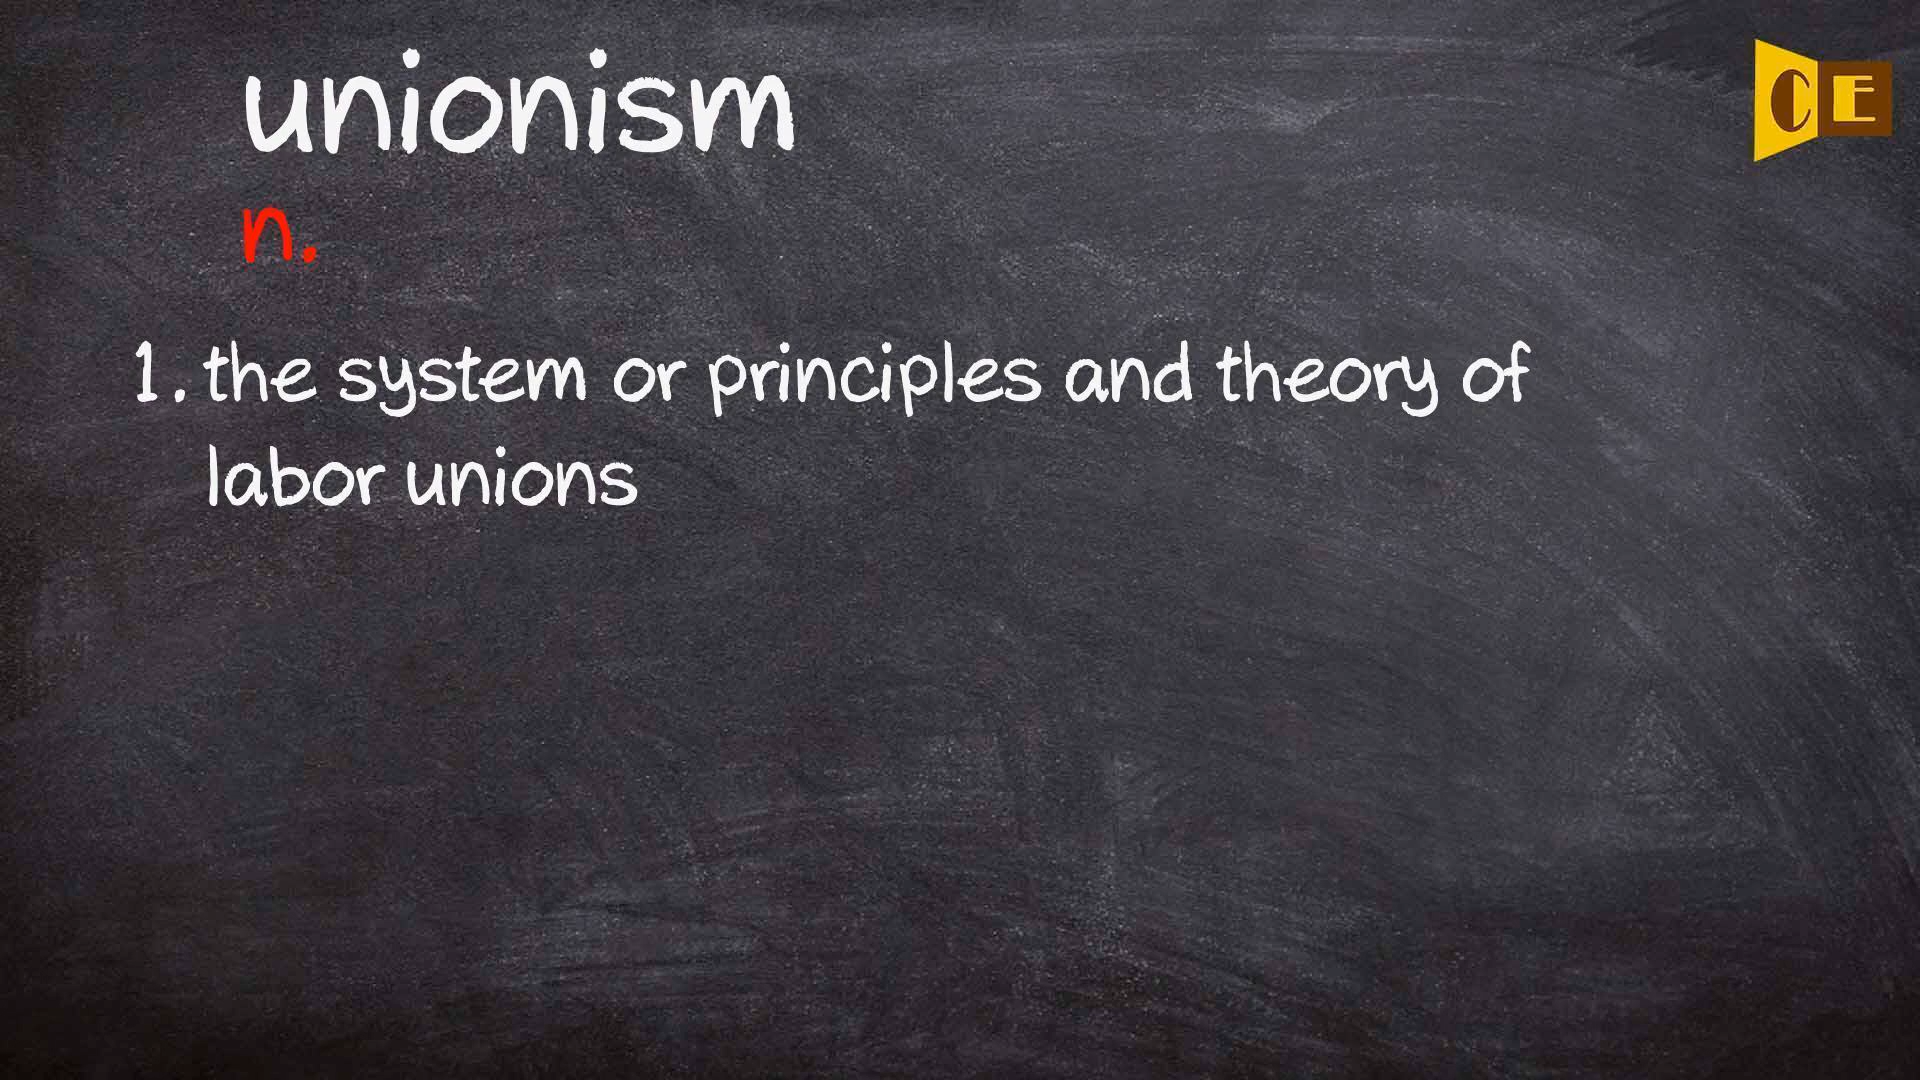 unionism
CE
n.
1. the system or principles and theory of
labor unions